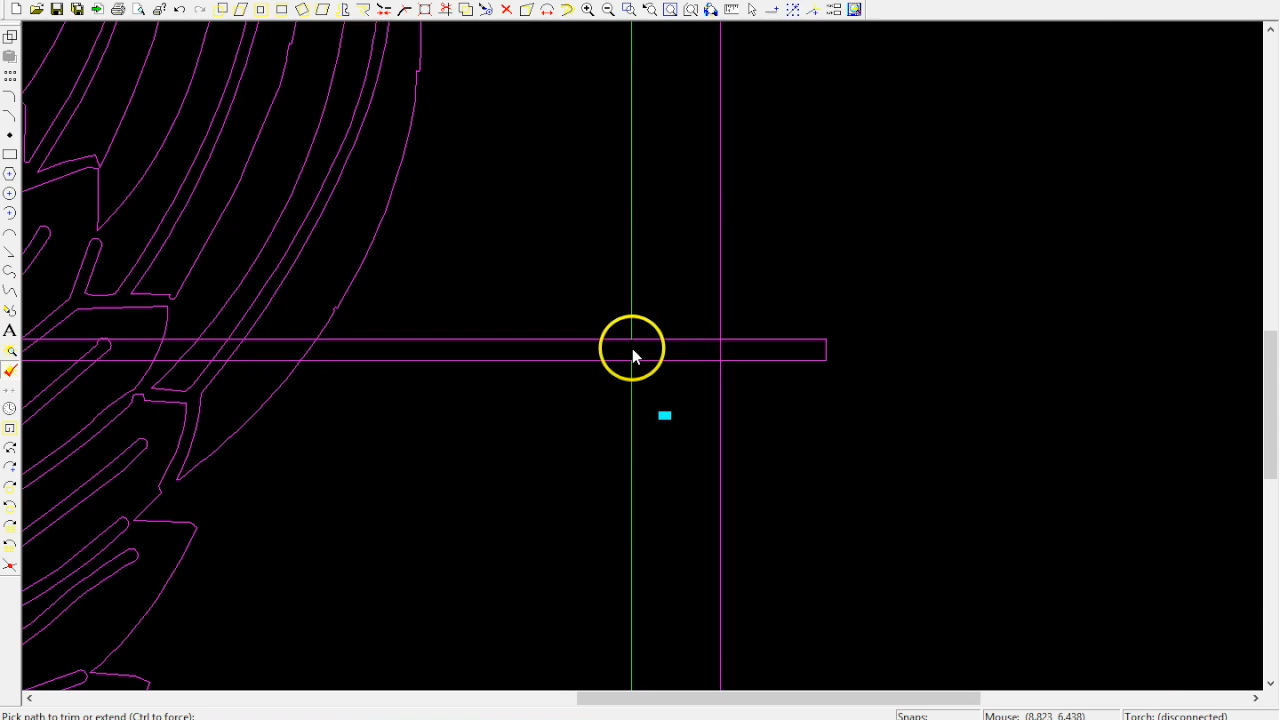 A
Pick path to trim or extend (Ctrl to force):
Snaps:
Mouse: (8.823, 6.438)
Torch: (disconnected)